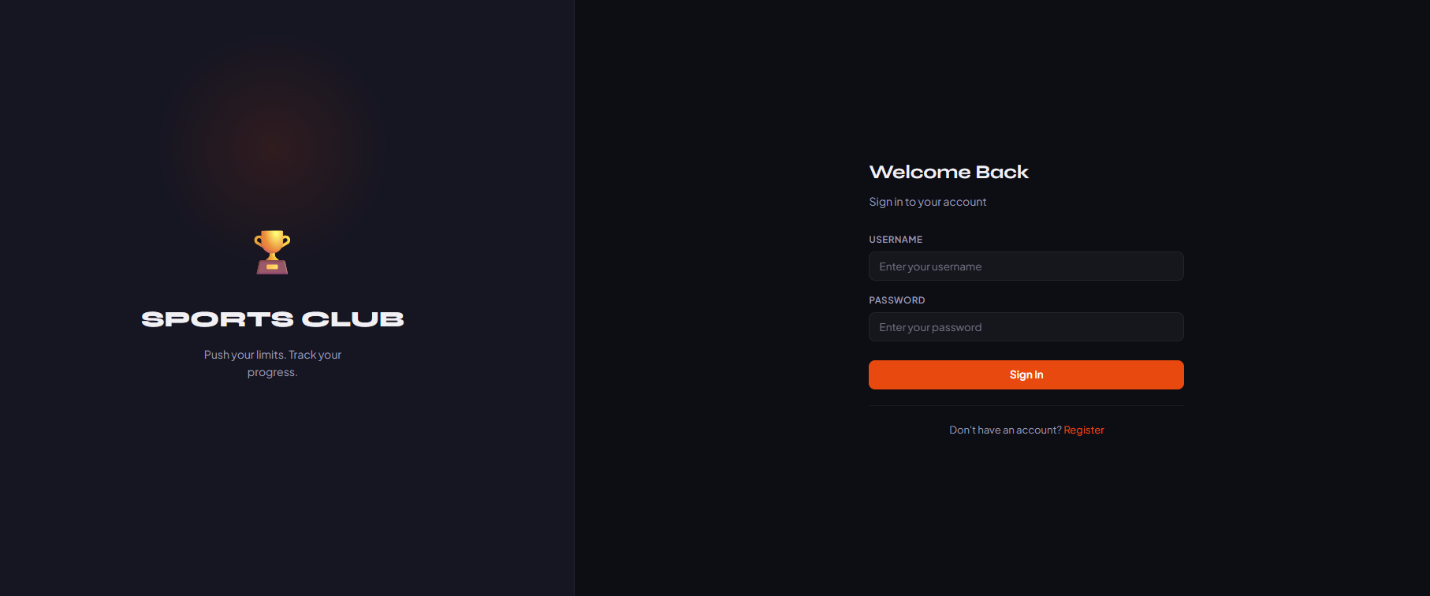 SPORTS CLUB
Push your limits. Track your
progress.
Welcome Back
Sign in to your account
USERNAME
Enter your username
PASSWORD
Enter your password
Sign In
Don't have an account? Register